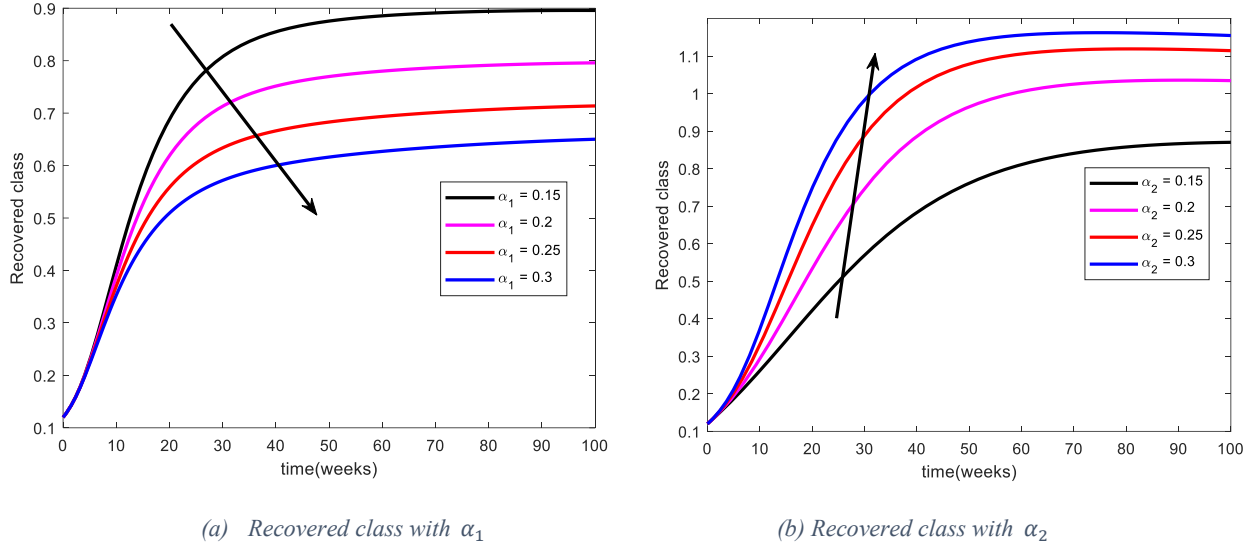 0.9
0.8
0.7
0.6
0.5
0.4
0.3
0.2
0.1
Recovered class
0 10 20 30 40 50 60 70 80 90 100
time(weeks)
α1 = 0.15
α1 = 0.2
α1 = 0.25
α1 = 0.3
(a) Recovered class with α1
1.1
1
0.9
0.8
0.7
0.6
0.5
0.4
0.3
0.2
0.1
Recovered class
0 10 20 30 40 50 60 70 80 90 100
time(weeks)
α2 = 0.15
α2 = 0.2
α2 = 0.25
α2 = 0.3
(b) Recovered class with α2